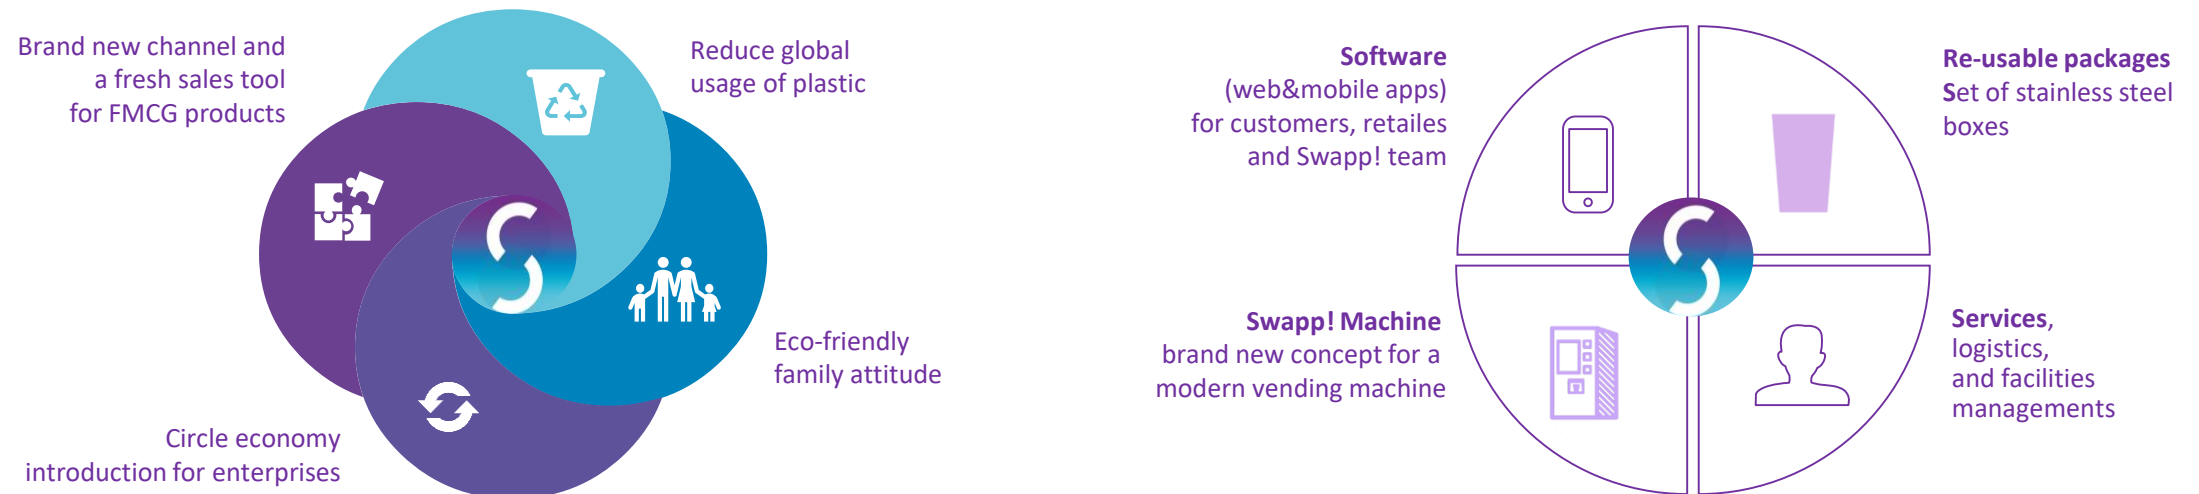 Brand new channel and
a fresh sales tool
for FMCG products
Reduce global
usage of plastic
Eco-friendly
family attitude
Circle economy
introduction for enterprises
Software
(web&mobile apps)
for customers, retailes
and Swapp! team
Re-usable packages
Set of stainless steel
boxes
Swapp! Machine
brand new concept for a
modern vending machine
Services,
logistics,
and facilities
managements